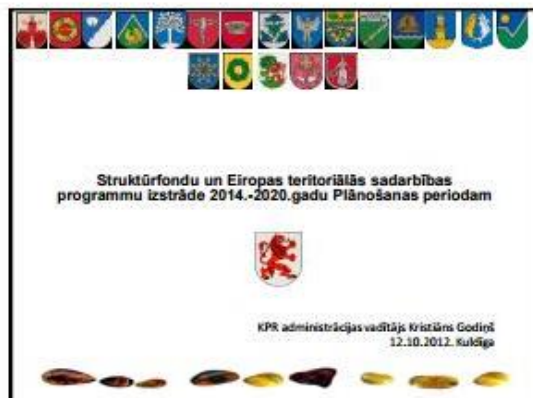 Struktūrfondu un Eiropas teritoriālās sadarbības
programmu izstrāde 2014.-2020.gadu Plānošanas periodam
KPR administrācijas vadītājs Kristiāns Godiņš
12.10.2012. Kuldīga